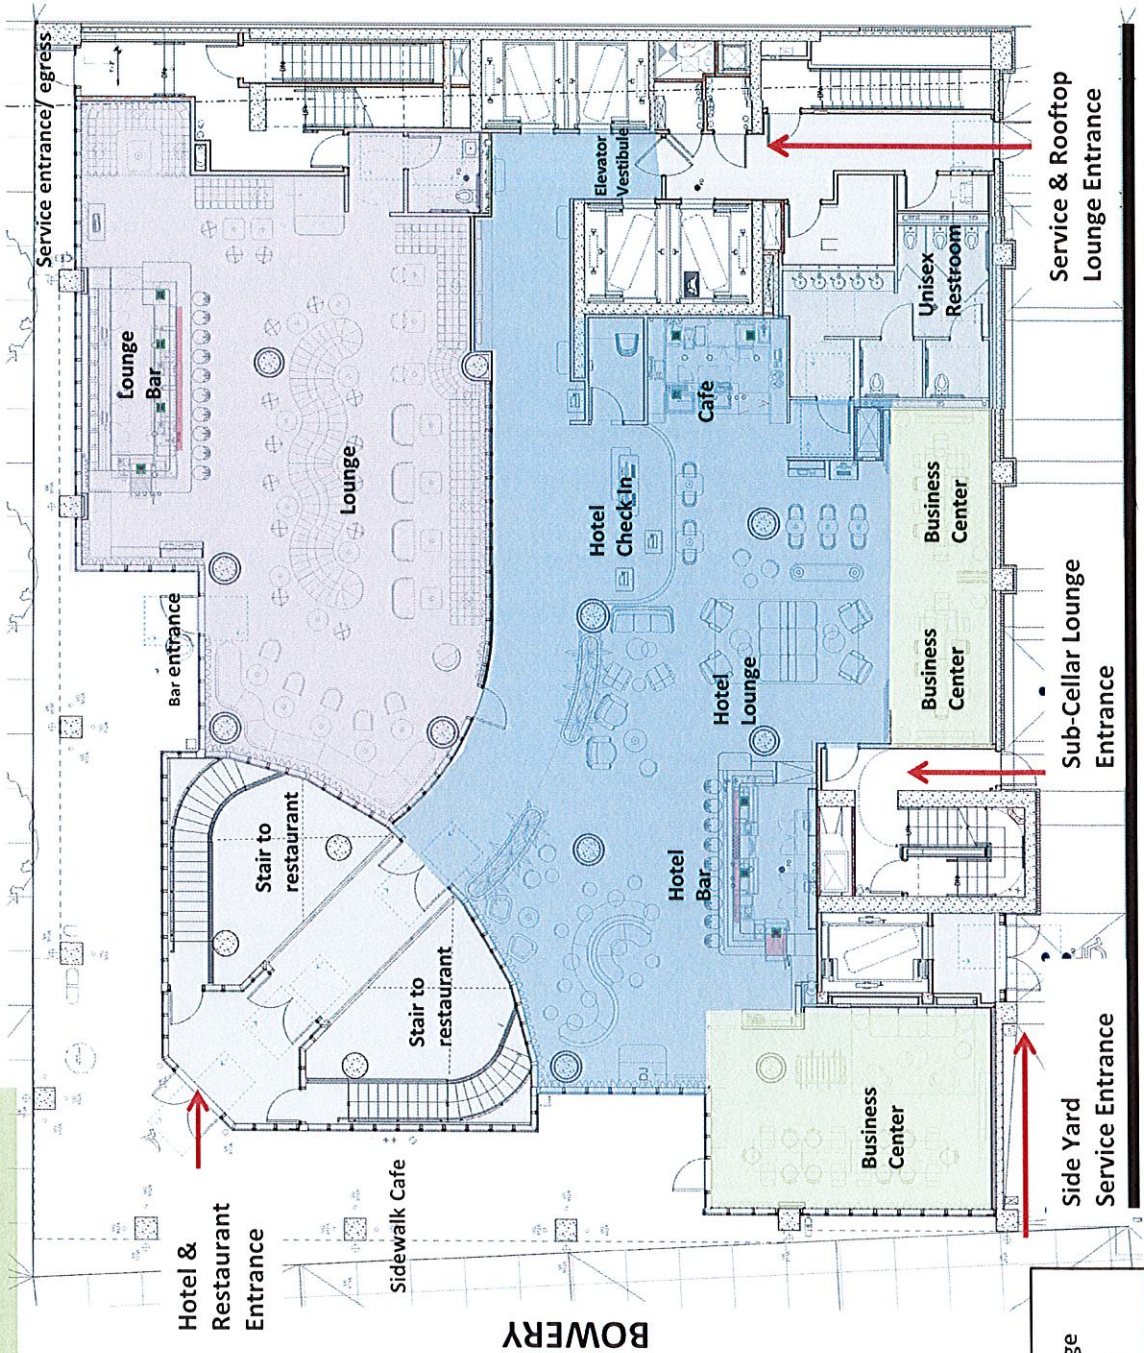 Service entrance/ egress
Lounge
Bar
Lounge
Bar entrance
Stair to
restaurant
Stair to
restaurant
Hotel &
Restaurant
Entrance
Sidewalk Cafe
BOWERY
Elevator
Vestibule
Hotel
Check In
Cafe
Hotel
Lounge
Hotel
Bar
Unisex
Restroom
Business
Center
Business
Center
Business
Center
Service & Rooftop
Lounge Entrance
Sub-Cellar Lounge
Entrance
Side Yard
Service Entrance